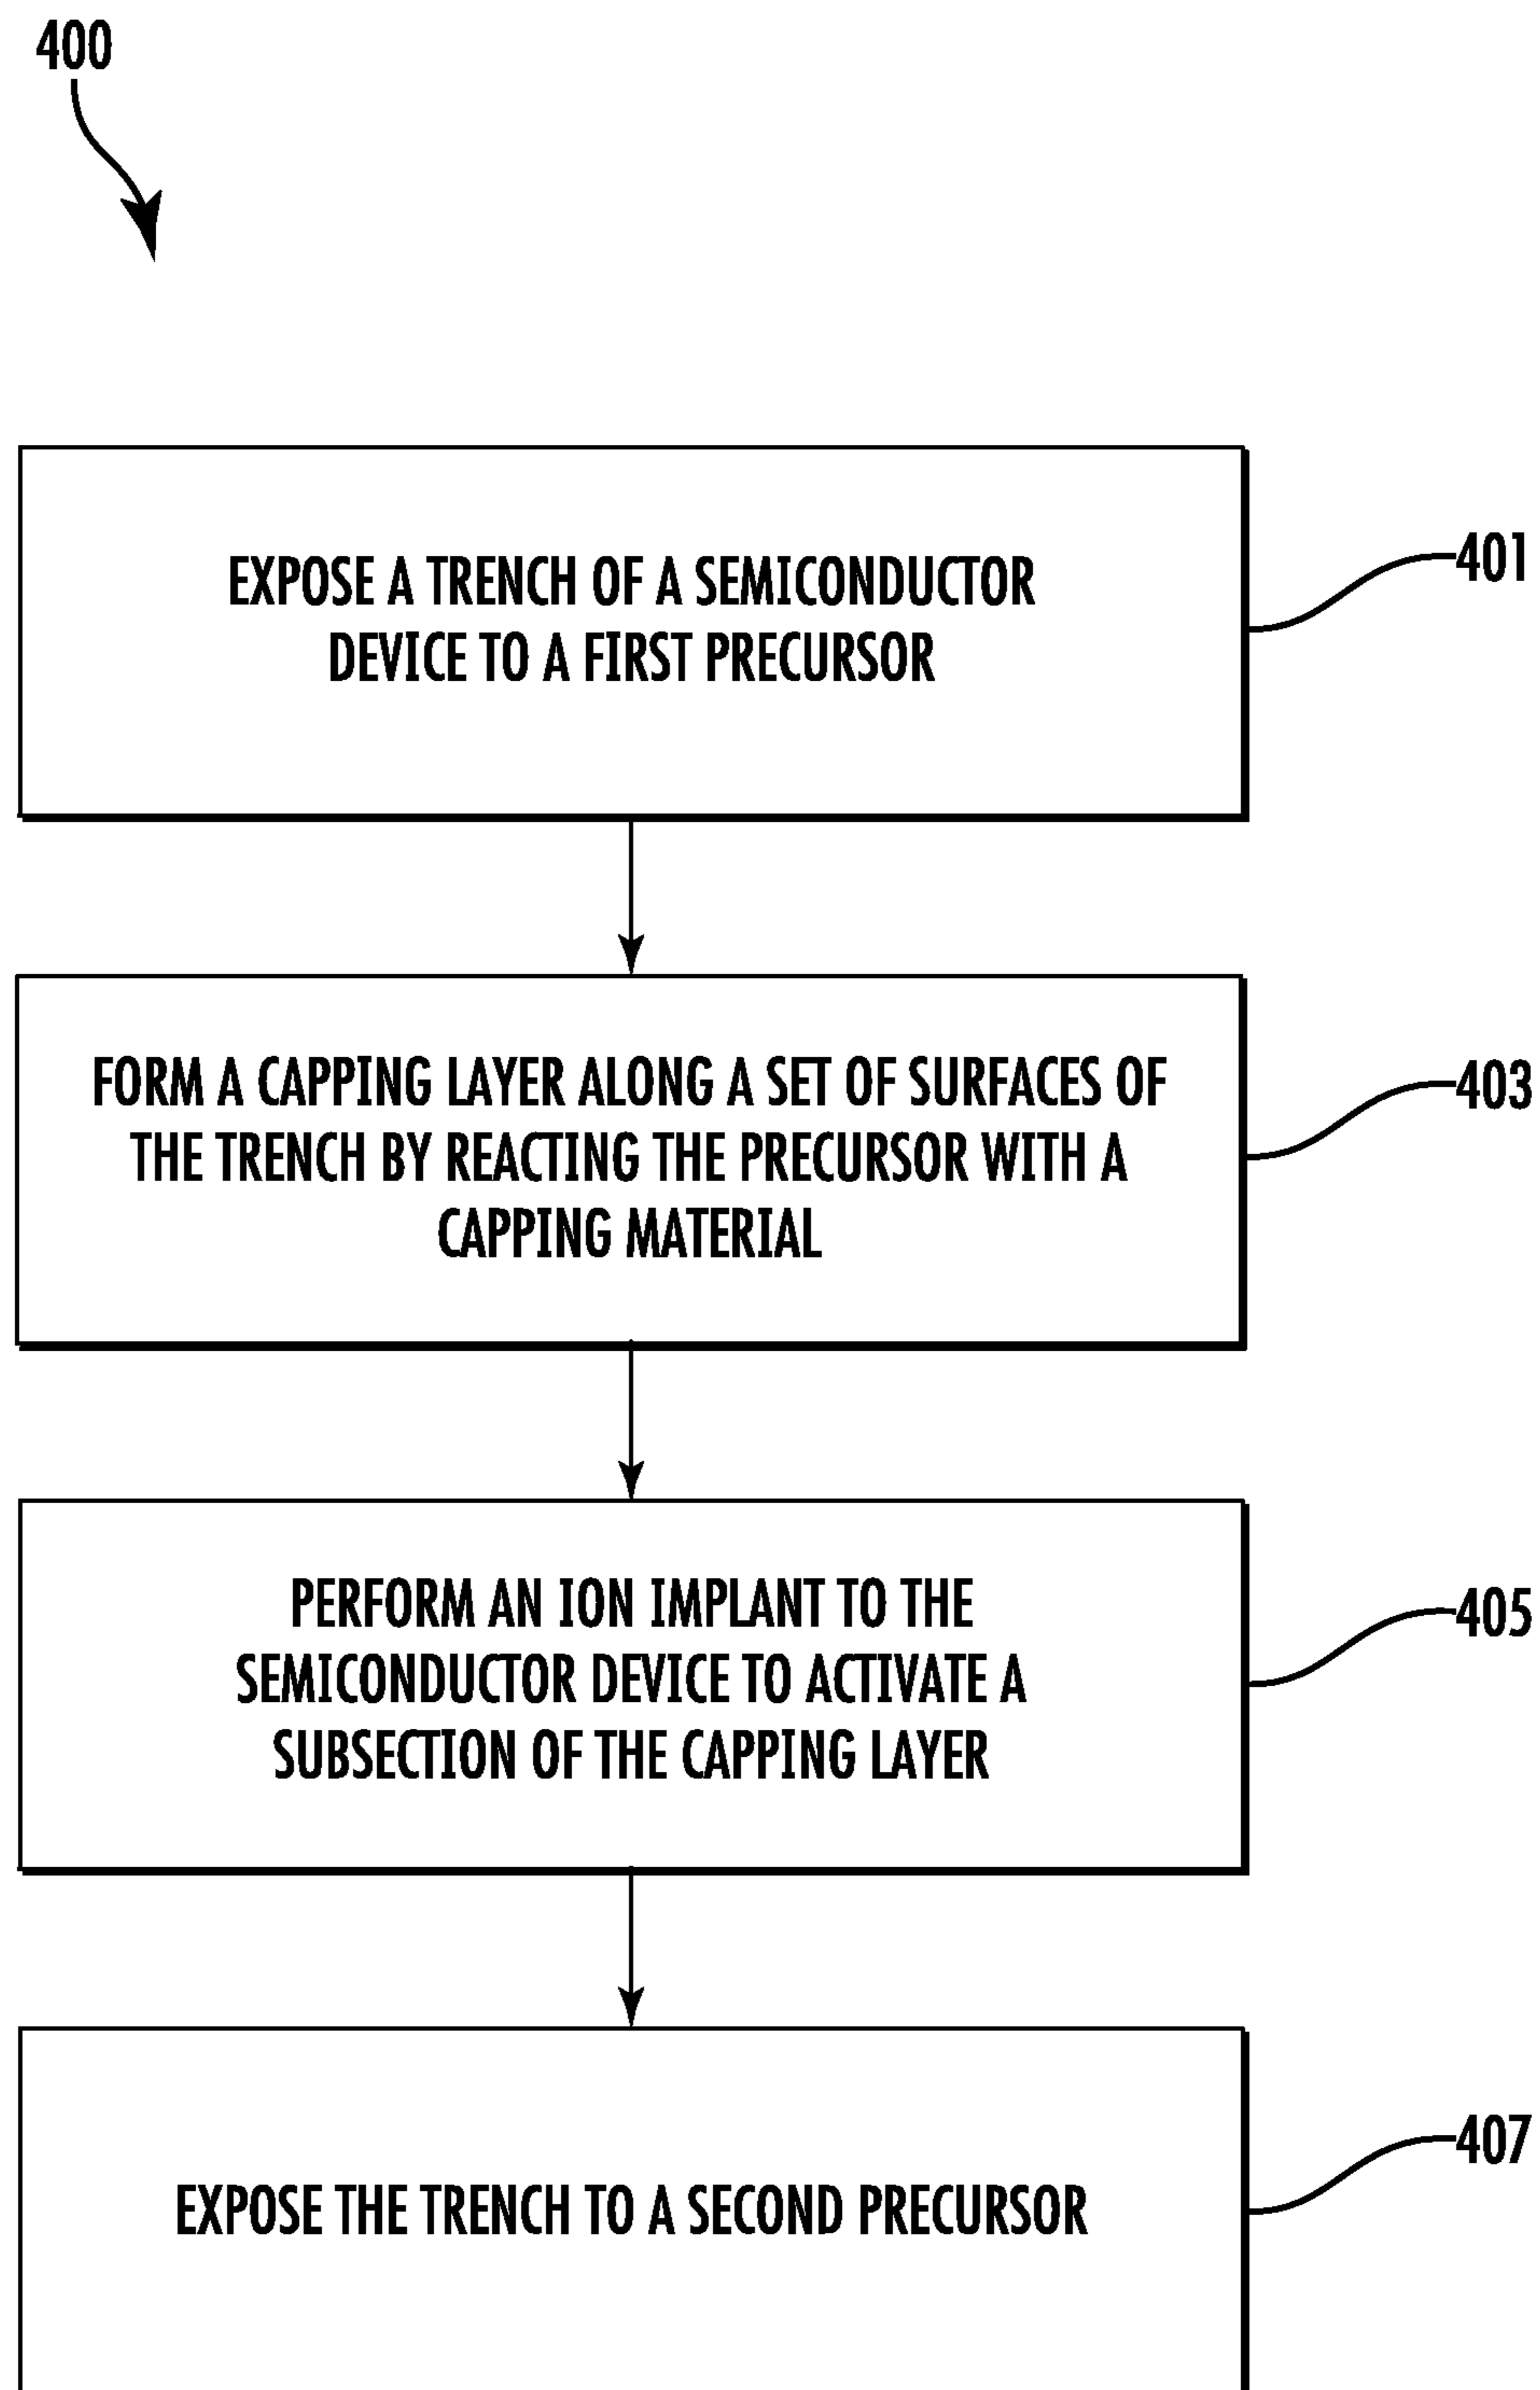 400
EXPOSE A TRENCH OF A SEMICONDUCTOR
DEVICE TO A FIRST PRECURSOR
401
FORM A CAPPING LAYER ALONG A SET OF SURFACES OF
THE TRENCH BY REACTING THE PRECURSOR WITH A
CAPPING MATERIAL
403
PERFORM AN ION IMPLANT TO THE
SEMICONDUCTOR DEVICE TO ACTIVATE A
SUBSECTION OF THE CAPPING LAYER
405
EXPOSE THE TRENCH TO A SECOND PRECURSOR
407